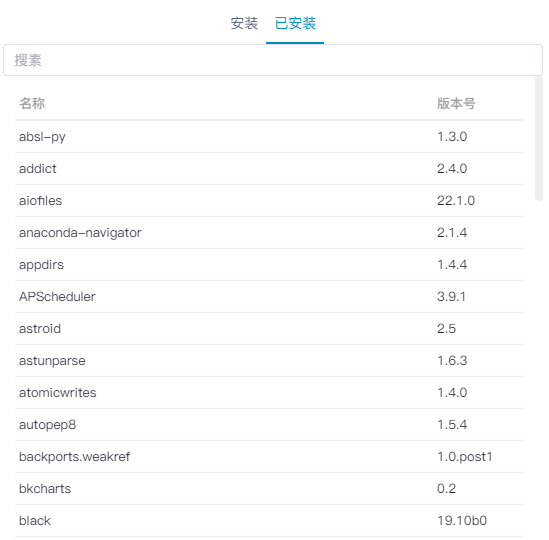 安装 已安装
搜素
名称 版本号
absl-py 1.3.0
addict 2.4.0
aiofiles 22.1.0
anaconda-navigator 2.1.4
appdirs 1.4.4
APScheduler 3.9.1
astroid 2.5
astunparse 1.6.3
atomicwrites 1.4.0
autopep8 1.5.4
backports.weakref 1.0.post1
bkcharts 0.2
black 19.10b0